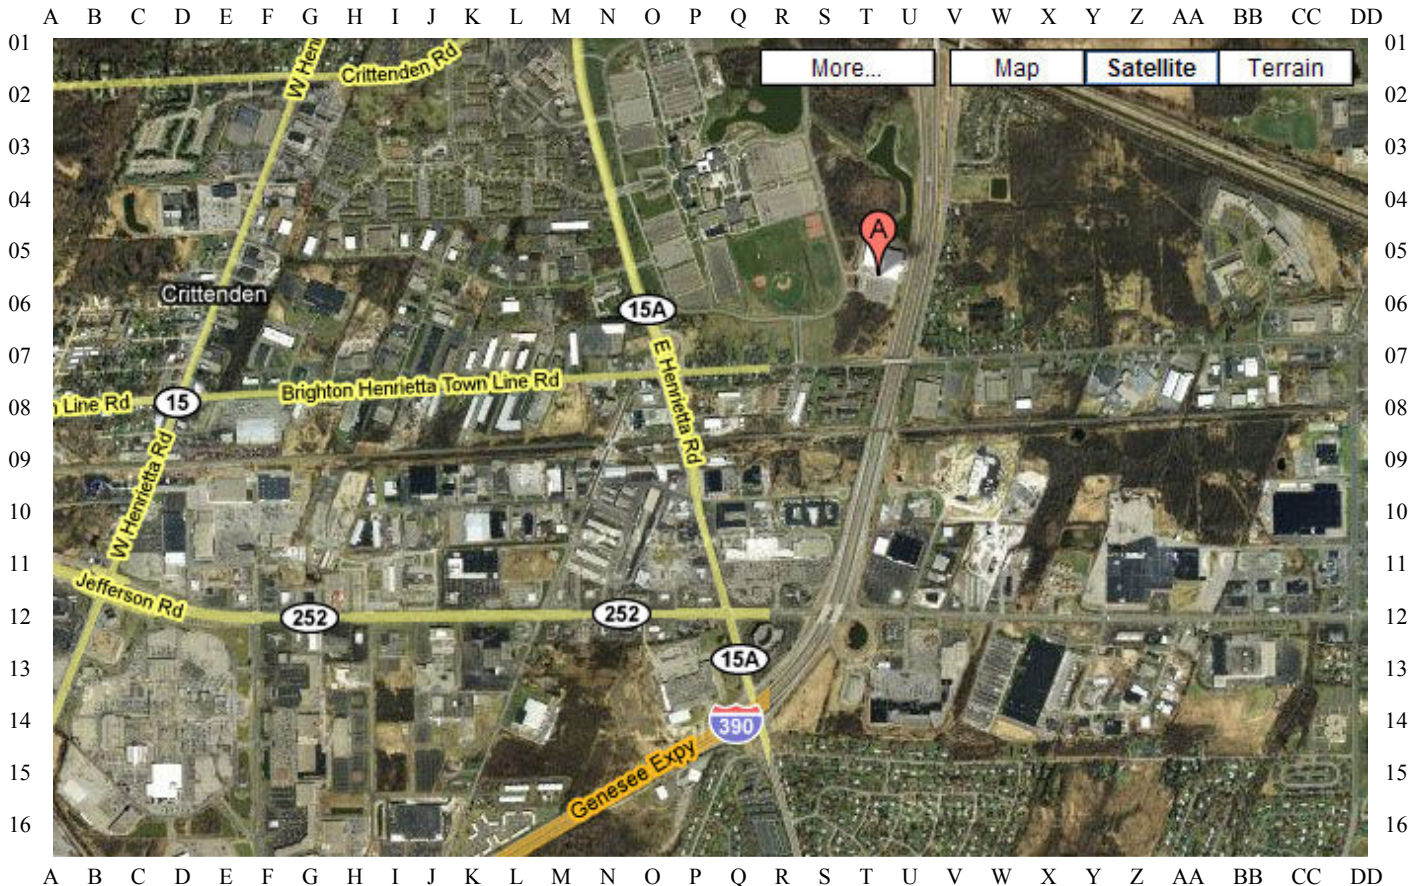 A B C D E F G H I J K L M N O P Q R S T U V W X Y Z AA BB CC DD
01 01
W Hen
Crittenden Rd
More... Map Satellite Terrain
02 02
03 03
04 04
A
05 05
Crittenden
06 06
15A
07 07
E Henrietta Rd
Brighton Henrietta Town Line Rd
n Line Rd
15
08 08
W Henrietta Rd
09 09
10 10
11 11
Jefferson Rd
12 12
252 252
15A
13 13
14 14
390
Genesee Expy
15 15
16 16
A B C D E F G H I J K L M N O P Q R S T U V W X Y Z AA BB CC DD